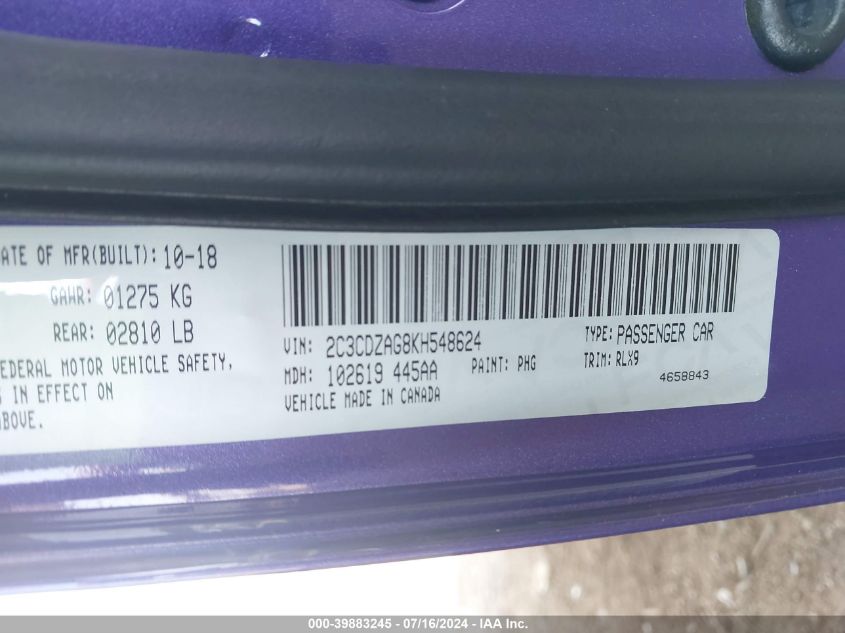 ATE OF MFR(BUILT): 10-18
GAWR: 01275 KG
REAR: 02810 LB
EDERAL MOTOR VEHICLE SAFETY,
S IN EFFECT ON
ABOVE.
VIN: 2C3CDZAG8KH548624
TYPE: PASSENGER CAR
MDH: 102619 445AA
PAINT: PHG
TRIM: RLX9
VEHICLE MADE IN CANADA
4658843
000-39883245 - 07/16/2024 - IAA Inc.